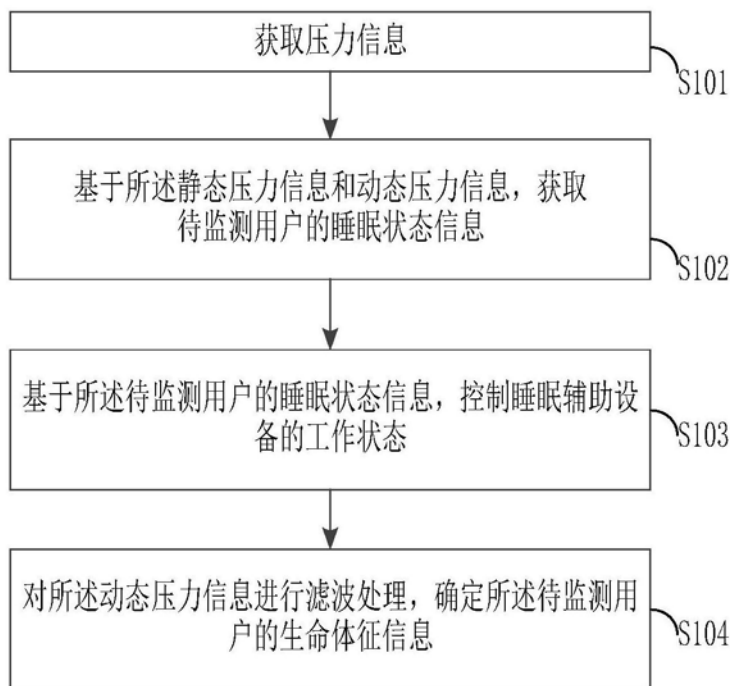 获取压力信息
S101
基于所述静态压力信息和动态压力信息，获取
待监测用户的睡眠状态信息
S102
基于所述待监测用户的睡眠状态信息，控制睡眠辅助设
备的工作状态
S103
对所述动态压力信息进行滤波处理，确定所述待监测用
户的生命体征信息
S104